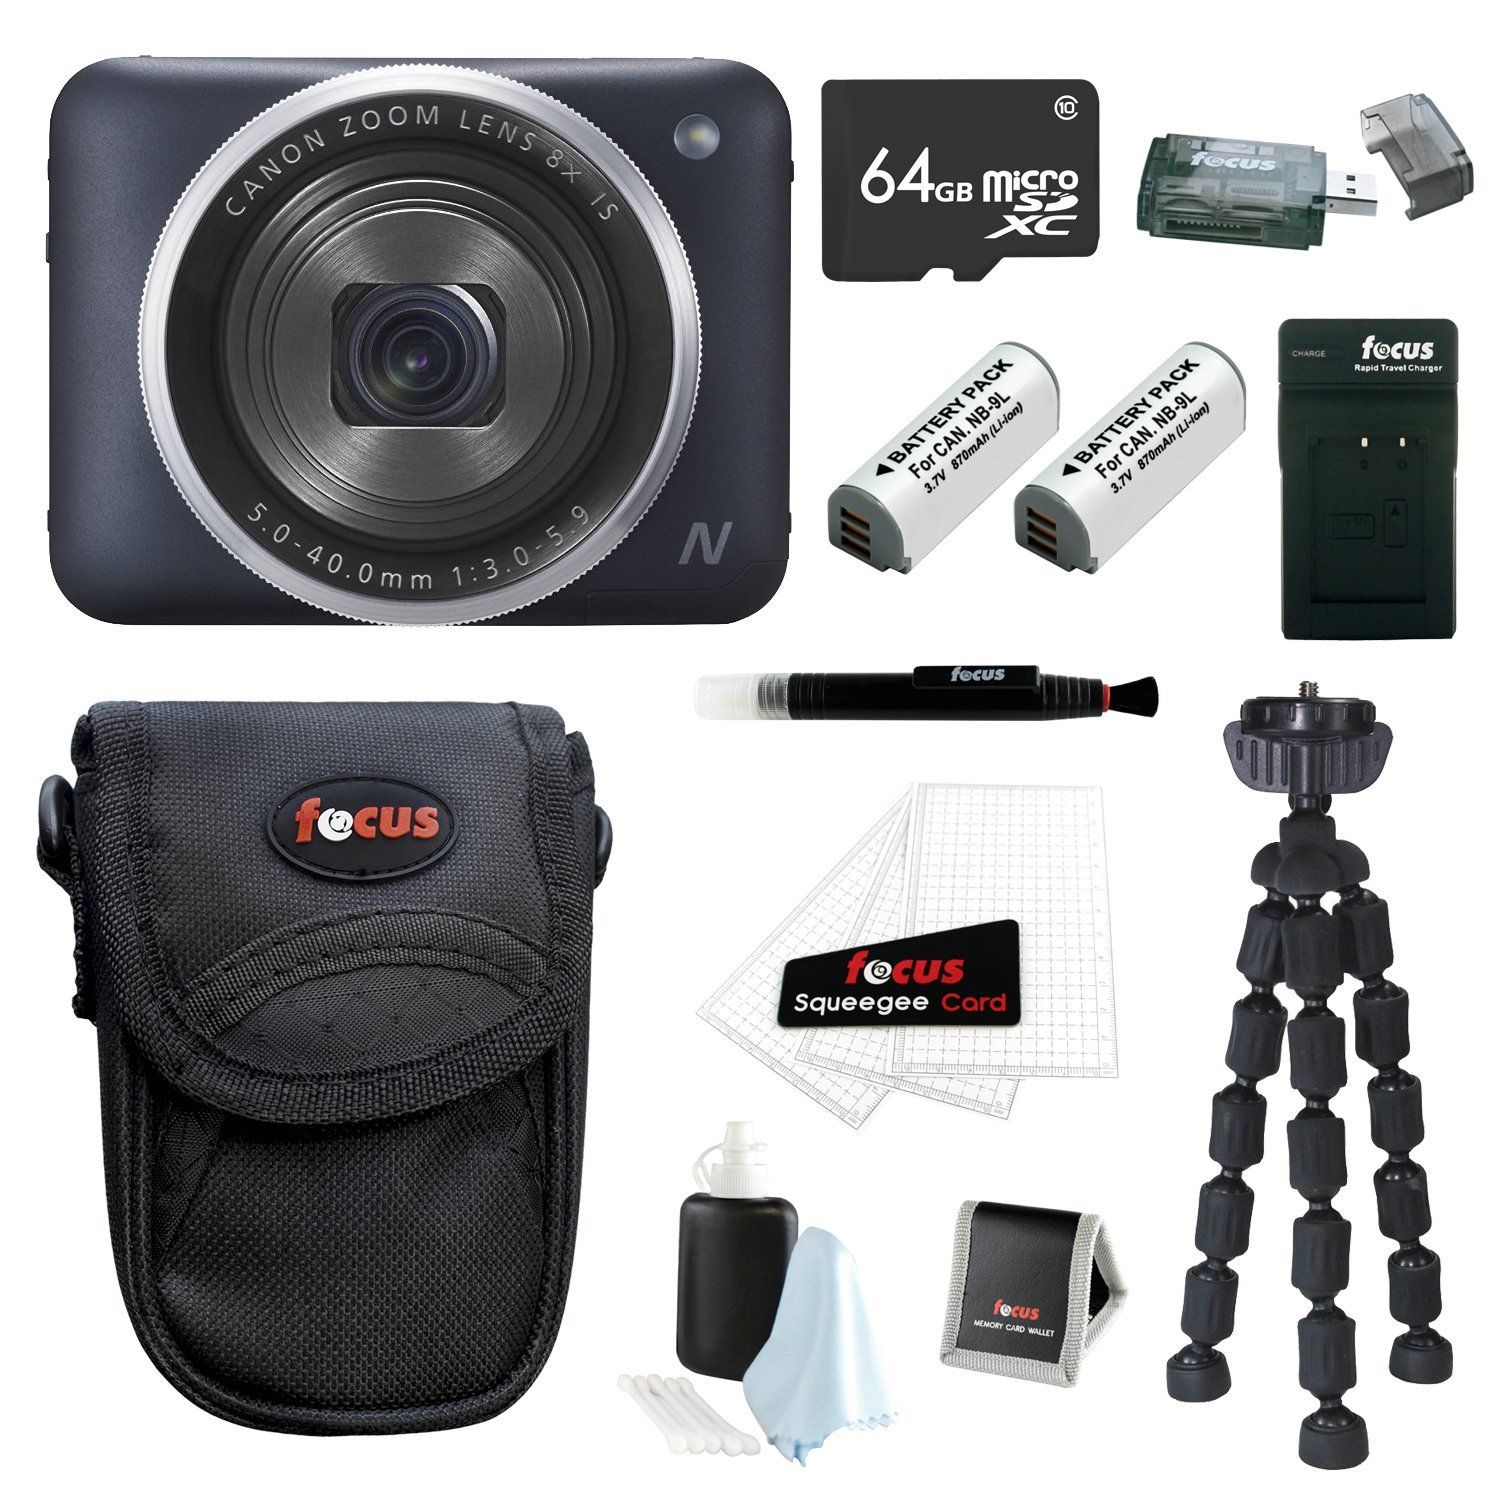 CANON ZOOM LENS 8x IS
5.0-40.0mm 1:3.0-5.9
N
10
64GB micro
SD
XC
focus
BATTERY PACK
For CAN. NB-9L
3.7V 870mAh (Li-ion)
BATTERY PACK
For CAN. NB-9L
3.7V 870mAh (Li-ion)
CHARGE
focus
Rapid Travel Charger
focus
focus
focus
Squeegee Card
focus
MEMORY CARD WALLET